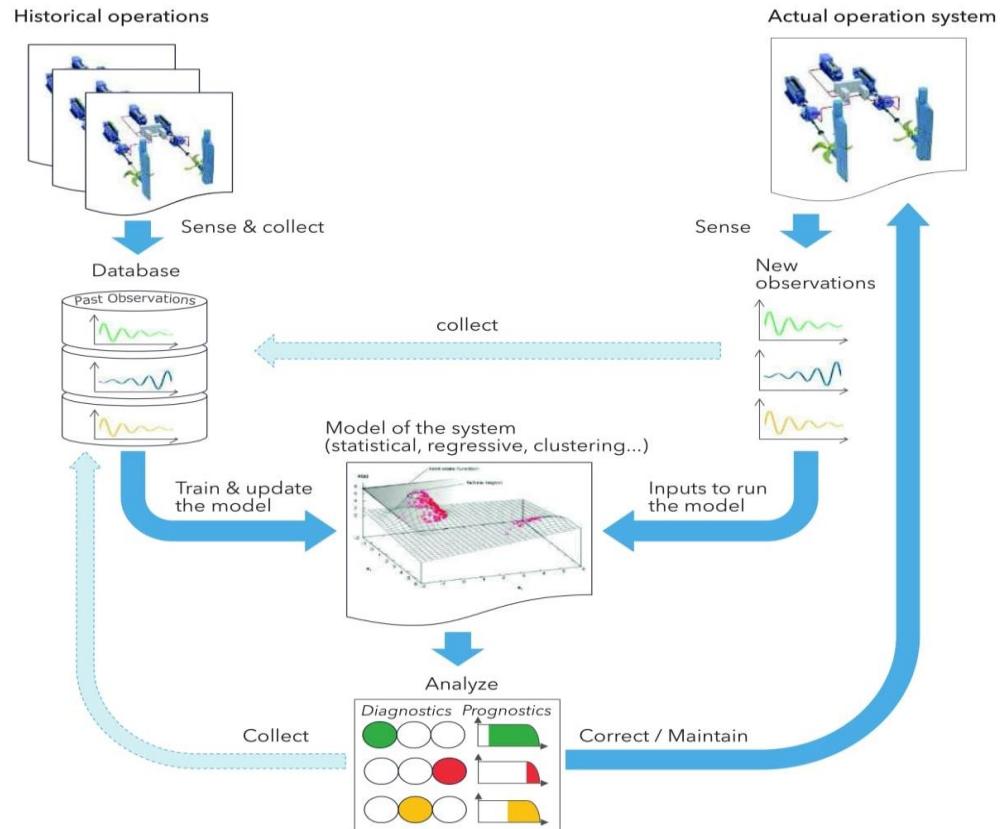 Historical operations
Actual operation system
Sense & collect
Sense
Database
New
observations
Past Observations
collect
Model of the system
(statistical, regressive, clustering...)
Train & update
the model
Inputs to run
the model
Analyze
Diagnostics
Prognostics
Collect
Correct / Maintain